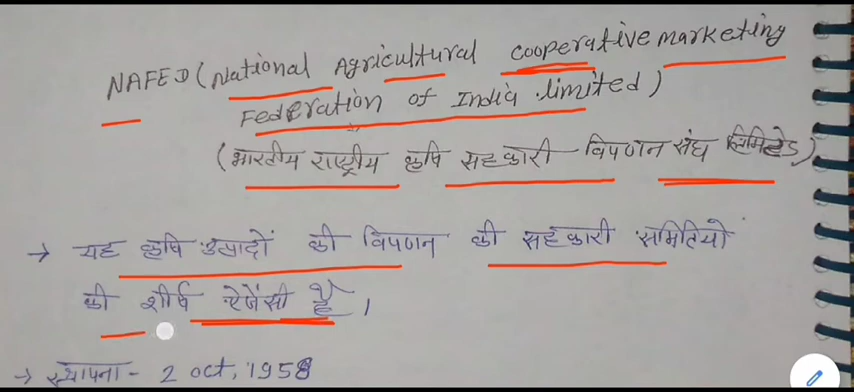 NAFED (National Agricultural Cooperative marketing
Federation of India limited)
(भारतीय राष्ट्रीय कृषि सहकारी विपणन संघ लिमिटेड)
→ यह कृषि उत्पादों की विपणन की सहकारी समितियों
की शीर्ष ऐजेंसी है।
→ स्थापना - 2 oct, 1958